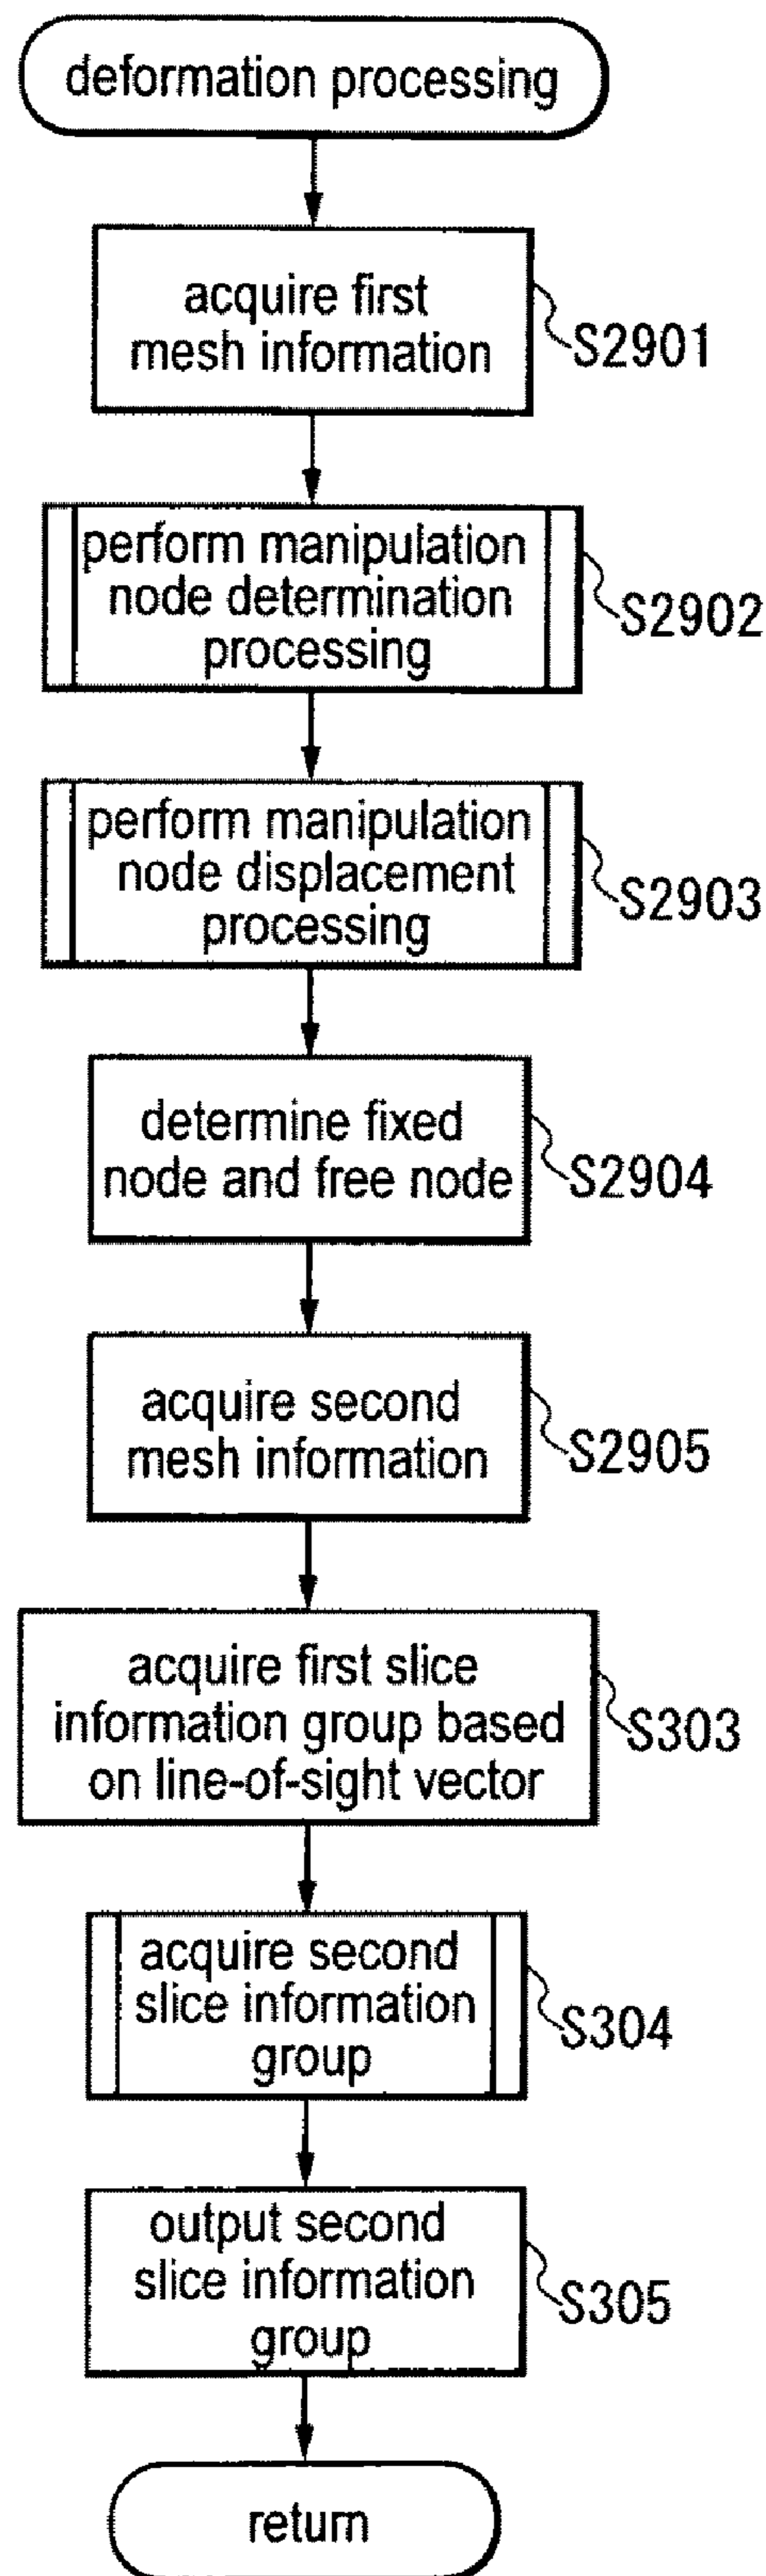 deformation processing
acquire first
mesh information
S2901
perform manipulation
node determination
processing
S2902
perform manipulation
node displacement
processing
S2903
determine fixed
node and free node
S2904
acquire second
mesh information
S2905
acquire first slice
information group based
on line-of-sight vector
S303
acquire second
slice information
group
S304
output second
slice information
group
S305
return